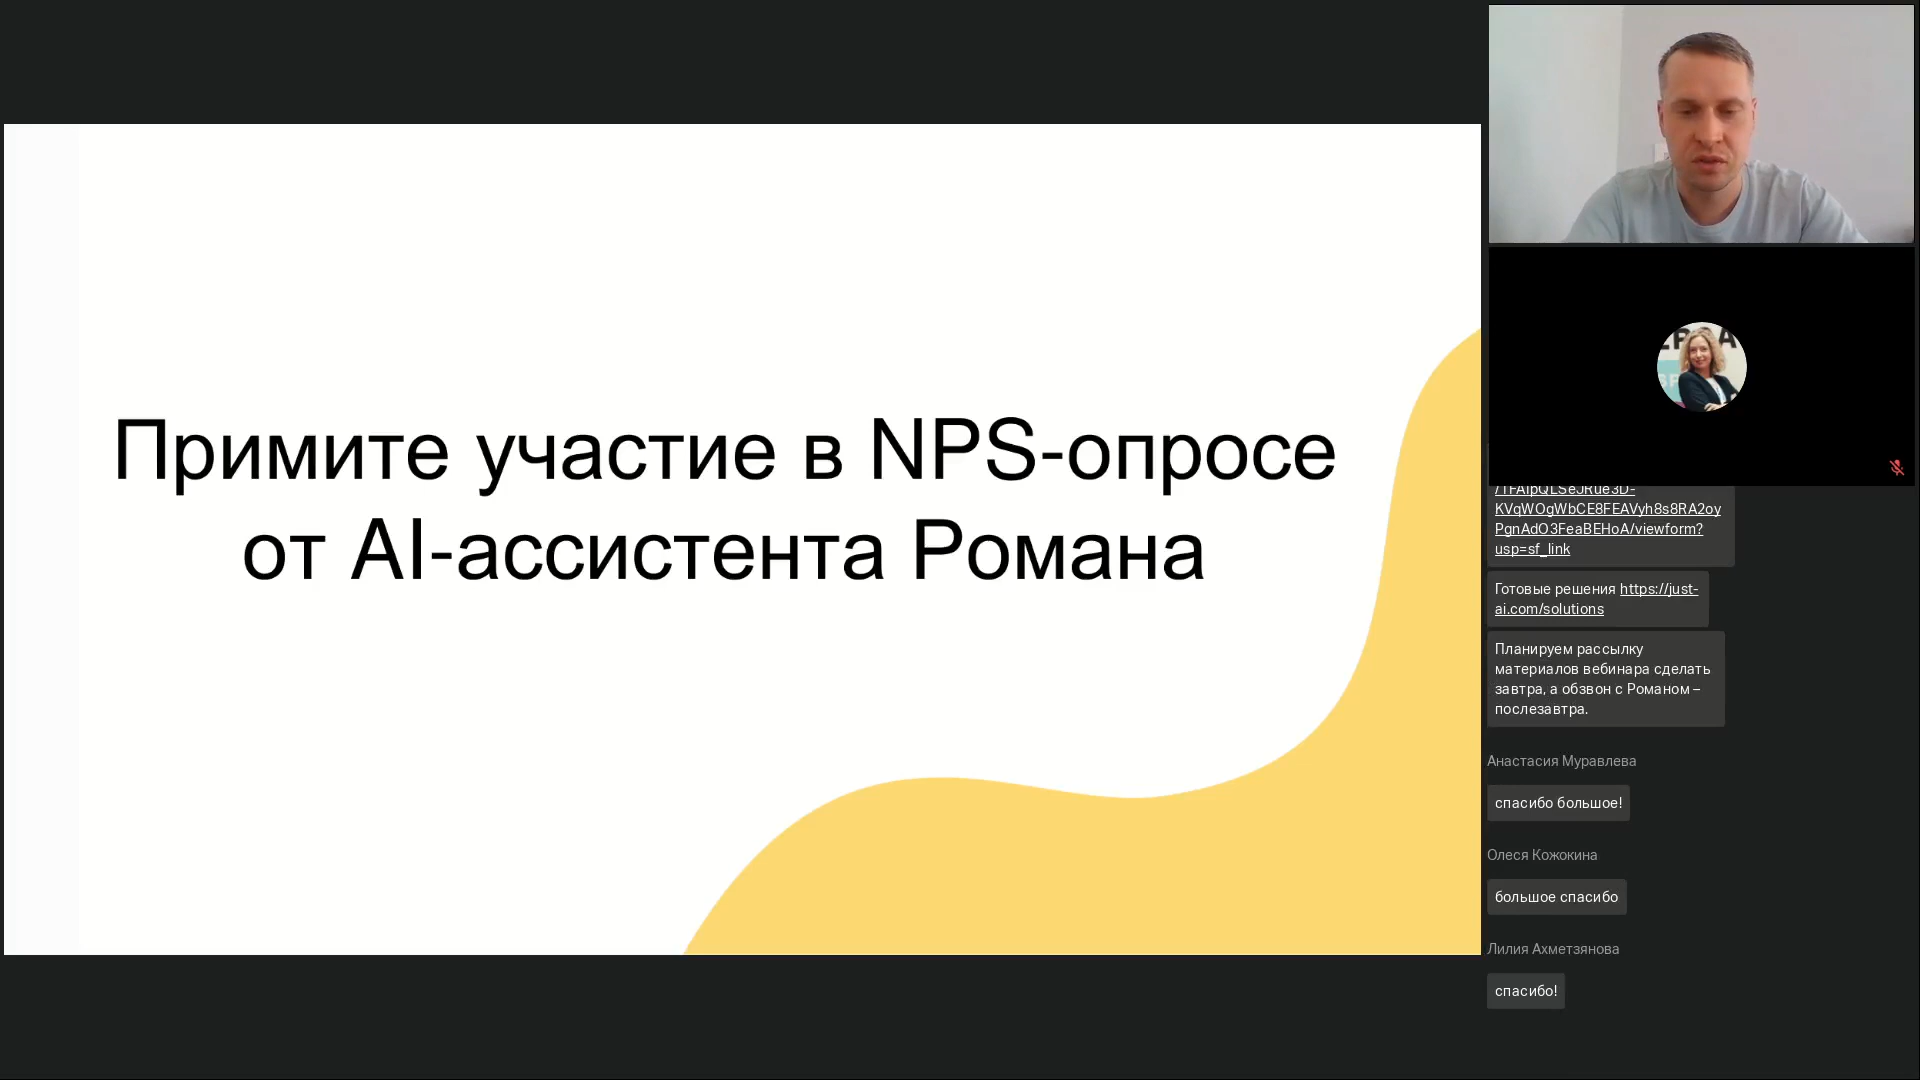 Примите участие в NPS-опросе
от AI-ассистента Романа
KVqWOgWbCE8FEAVyh8s8RA2oy
PgnAdO3FeaBEHoA/viewform?
usp=sf_link
Готовые решения https://just-
ai.com/solutions
Планируем рассылку
материалов вебинара сделать
завтра, а обзвон с Романом –
послезавтра.
Анастасия Муравлева
спасибо большое!
Олеся Кожокина
большое спасибо
Лилия Ахметзянова
спасибо!